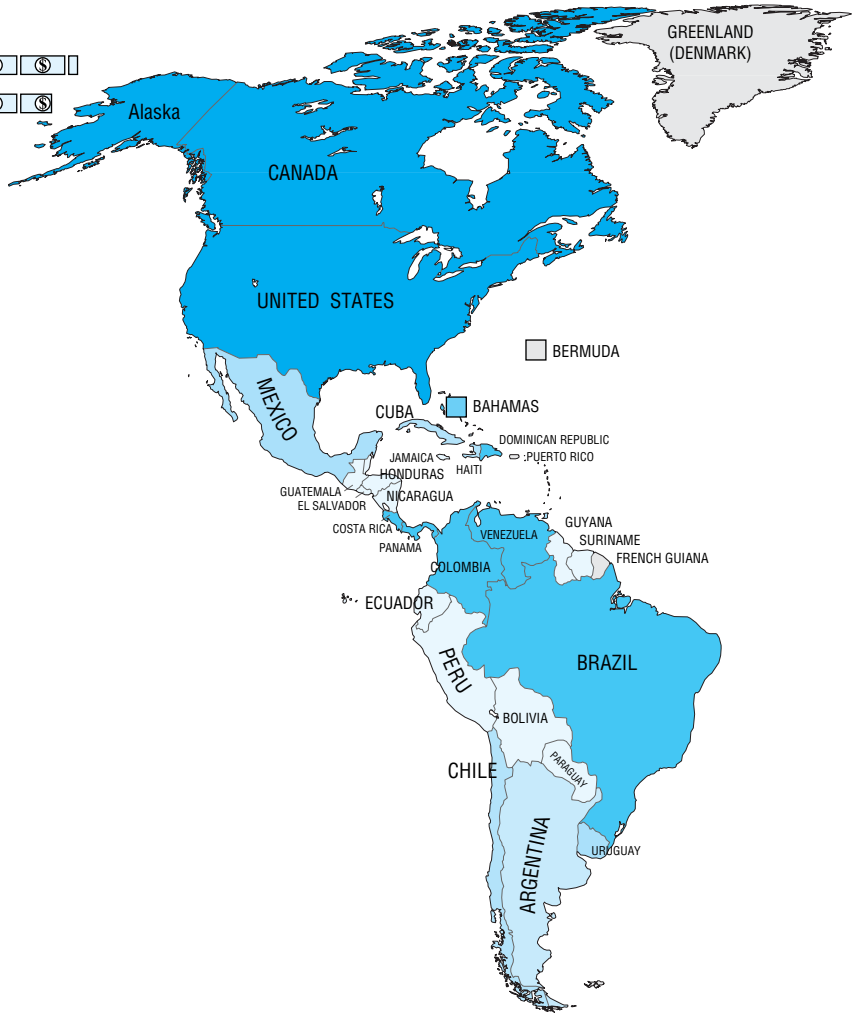 GREENLAND
(DENMARK)
$
$
Alaska
CANADA
UNITED STATES
BERMUDA
MEXICO
CUBA
BAHAMAS
DOMINICAN REPUBLIC
JAMAICA
PUERTO RICO
HAITI
HONDURAS
GUATEMALA
NICARAGUA
EL SALVADOR
COSTA RICA
VENEZUELA
GUYANA
PANAMA
SURINAME
FRENCH GUIANA
COLOMBIA
ECUADOR
PERU
BRAZIL
BOLIVIA
CHILE
PARAGUAY
ARGENTINA
URUGUAY